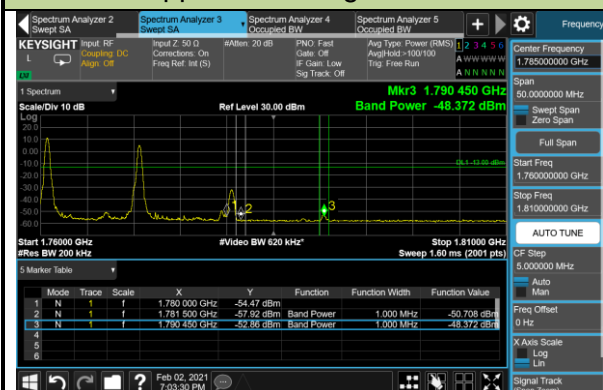 Spectrum Analyzer 2
Swept SA
Spectrum Analyzer 3
Swept SA
Spectrum Analyzer 4
Occupied BW
Spectrum Analyzer 5
Occupied BW
+
Frequency
KEYSIGHT
L
Input: RF
Coupling: DC
Align: Off
Input Z: 50 Ω
Corrections: On
Freq Ref: Int (S)
#Atten: 20 dB
PNO: Fast
Gate: Off
IF Gain: Low
Sig Track: Off
Avg Type: Power (RMS)
Avg|Hold:>100/100
Trig: Free Run
1 2 3 4 5 6
A W W W W W
A N N N N N
1 Spectrum
Scale/Div 10 dB
Ref Level 30.00 dBm
Mkr3 1.790 450 GHz
Band Power -48.372 dBm
Log
20.0
10.0
0.00
-10.0
-20.0
-30.0
-40.0
-50.0
-60.0
DL1 -13.00 dBm
2
3
Start 1.76000 GHz
#Res BW 200 kHz
#Video BW 620 kHz*
Stop 1.81000 GHz
Sweep 1.60 ms (2001 pts)
5 Marker Table
Mode Trace Scale X Y Function Function Width Function Value
1 N 1 f 1.780 000 GHz -54.47 dBm
2 N 1 f 1.781 500 GHz -57.92 dBm Band Power 1.000 MHz -50.708 dBm
3 N 1 f 1.790 450 GHz -52.86 dBm Band Power 1.000 MHz -48.372 dBm
4
5
6
Center Frequency
1.785000000 GHz
Span
50.0000000 MHz
Swept Span
Zero Span
Full Span
Start Freq
1.760000000 GHz
Stop Freq
1.810000000 GHz
AUTO TUNE
CF Step
5.000000 MHz
Auto
Man
Freq Offset
0 Hz
X Axis Scale
Log
Lin
Signal Track
?
Feb 02, 2021
7:03:30 PM